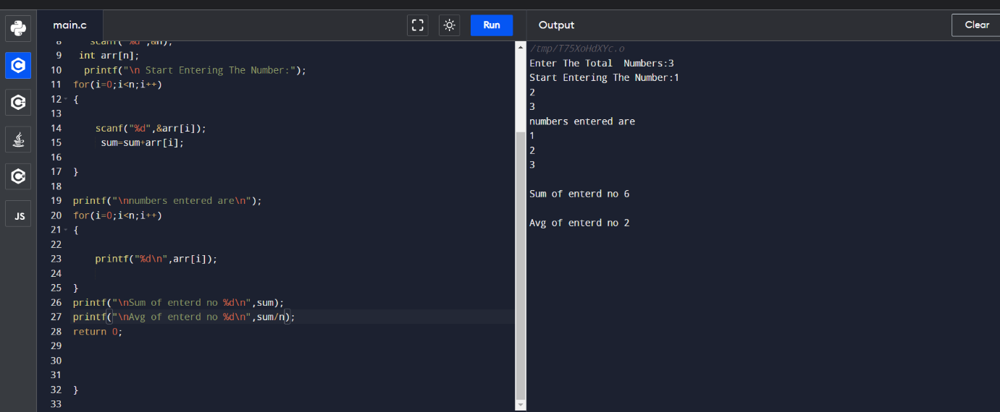 main.c
Run
Output
Clear
8 scanf("%d",&n);
9 int arr[n];
10 printf("\n Start Entering The Number:");
11 for(i=0;i<n;i++)
12 {
13
14 scanf("%d",&arr[i]);
15 sum=sum+arr[i];
16
17 }
18
19 printf("\nnumbers entered are\n");
20 for(i=0;i<n;i++)
21 {
22
23 printf("%d\n",arr[i]);
24
25 }
26 printf("\nSum of enterd no %d\n",sum);
27 printf("\nAvg of enterd no %d\n",sum/n);
28 return 0;
29
30
31
32 }
33
JS
/tmp/T75XoHdXYc.o
Enter The Total  Numbers:3
Start Entering The Number:1
2
3
numbers entered are
1
2
3
Sum of enterd no 6
Avg of enterd no 2